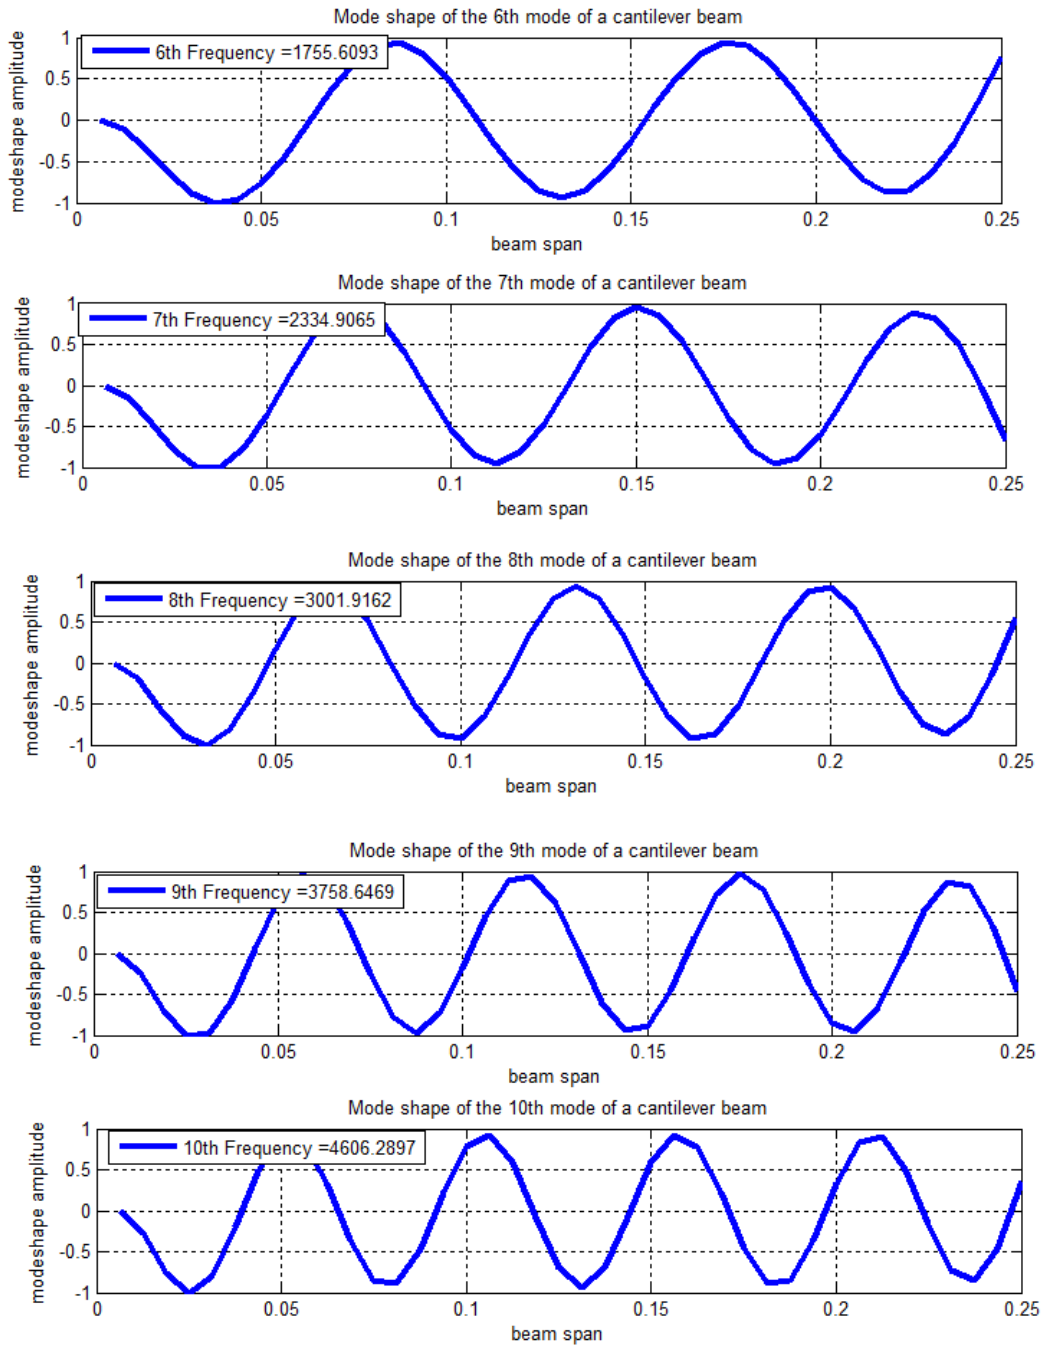 Mode shape of the 6th mode of a cantilever beam
modeshape amplitude
1
0.5
0
-0.5
-1
6th Frequency =1755.6093
0 0.05 0.1 0.15 0.2 0.25
beam span
Mode shape of the 7th mode of a cantilever beam
modeshape amplitude
1
0.5
0
-0.5
-1
7th Frequency =2334.9065
0 0.05 0.1 0.15 0.2 0.25
beam span
Mode shape of the 8th mode of a cantilever beam
modeshape amplitude
1
0.5
0
-0.5
-1
8th Frequency =3001.9162
0 0.05 0.1 0.15 0.2 0.25
beam span
Mode shape of the 9th mode of a cantilever beam
modeshape amplitude
1
0.5
0
-0.5
-1
9th Frequency =3758.6469
0 0.05 0.1 0.15 0.2 0.25
beam span
Mode shape of the 10th mode of a cantilever beam
modeshape amplitude
1
0.5
0
-0.5
-1
10th Frequency =4606.2897
0 0.05 0.1 0.15 0.2 0.25
beam span